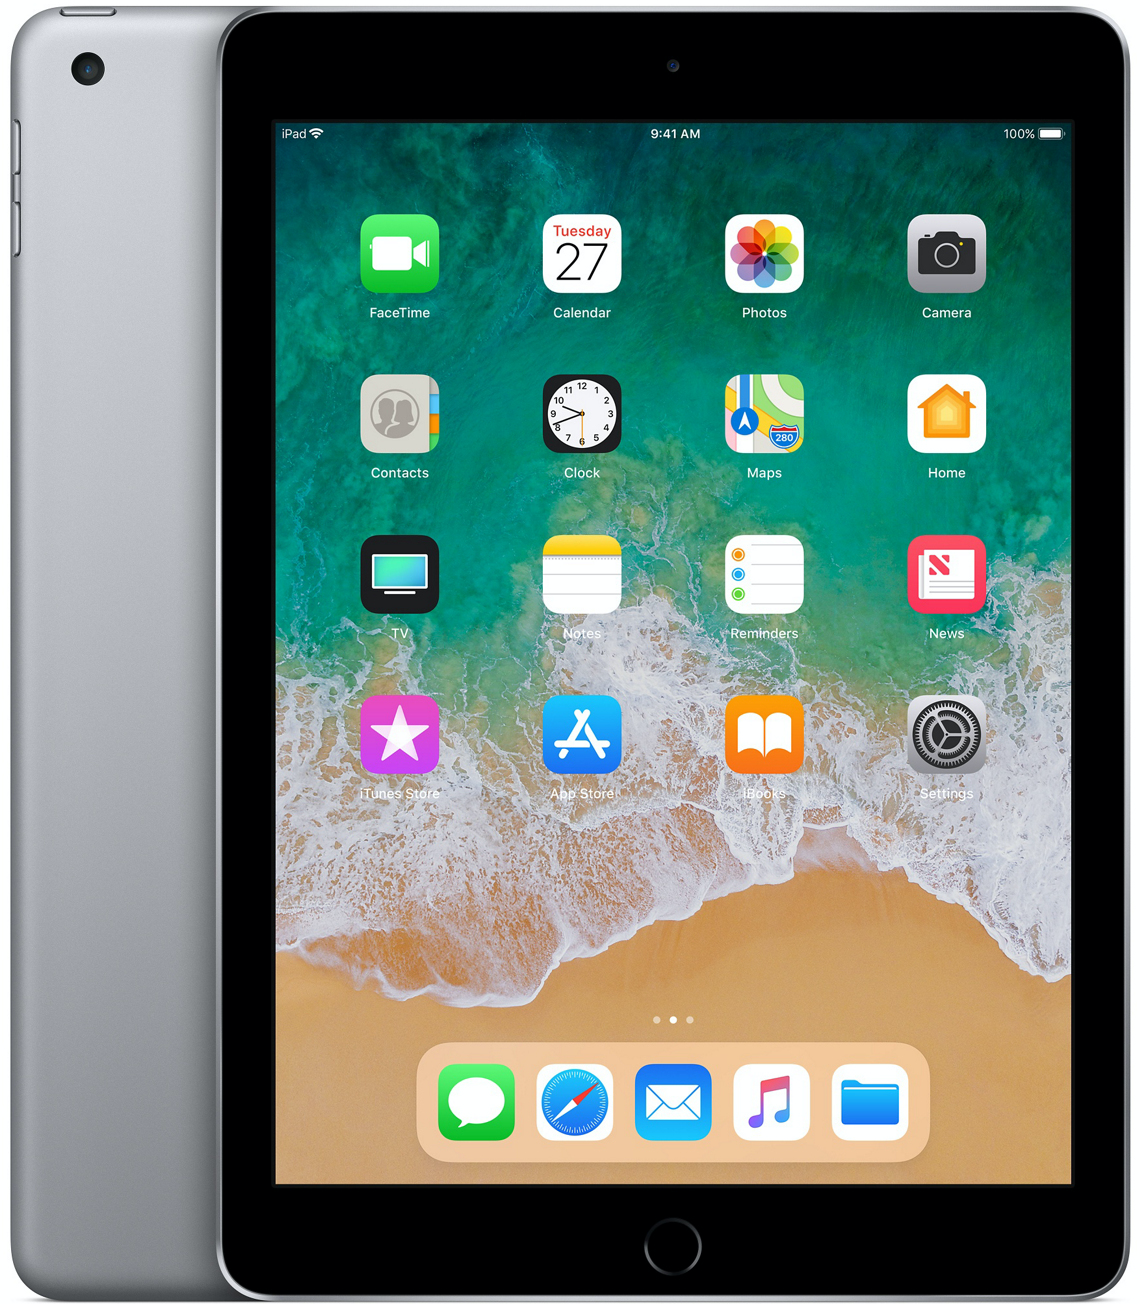 iPad 9:41 AM 100%
Tuesday
27
FaceTime Calendar Photos Camera
11 12 1
10 2
9 3
8 4
7 6 5
280
Contacts Clock Maps Home
TV Notes Reminders News
iTunes Store App Store iBooks Settings